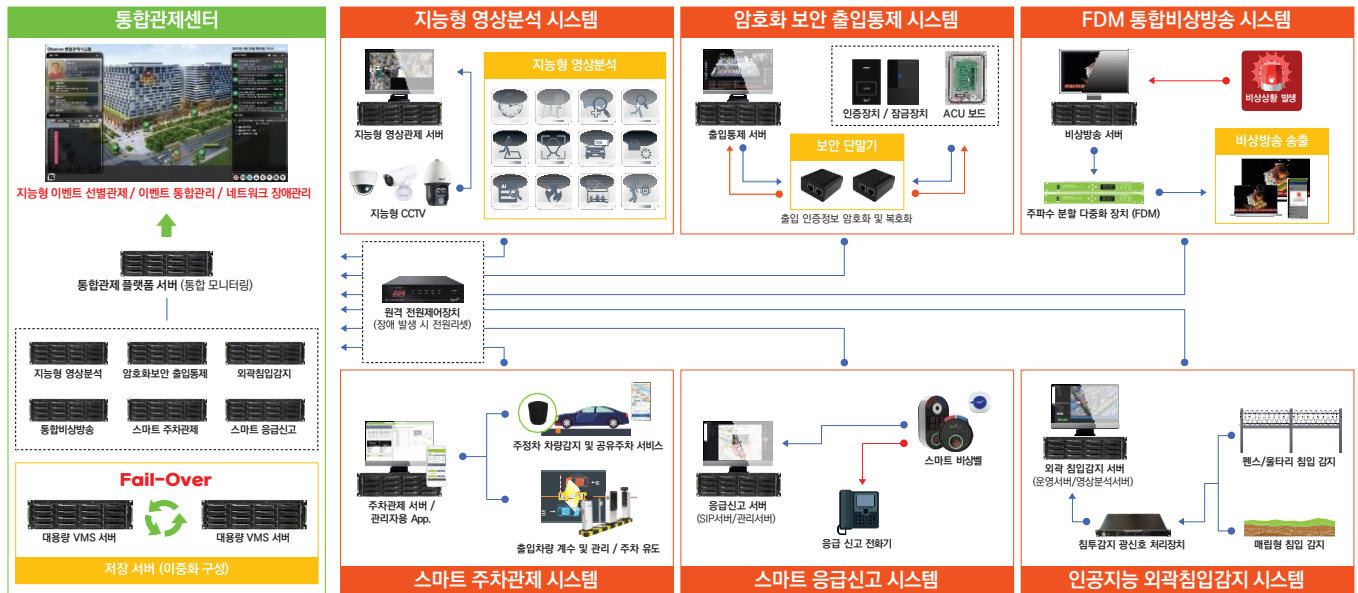 통합관제센터
Observer 통합관제시스템
지능형 이벤트 선별관제 / 이벤트 통합관리 / 네트워크 장애관리
통합관제 플랫폼 서버 (통합 모니터링)
지능형 영상분석
암호화보안 출입통제
외곽침입감지
통합비상방송
스마트 주차관제
스마트 응급신고
Fail-Over
대용량 VMS 서버
대용량 VMS 서버
저장 서버 (이중화 구성)
지능형 영상분석 시스템
지능형 영상관제 서버
지능형 CCTV
지능형 영상분석
암호화 보안 출입통제 시스템
출입통제 서버
인증장치 / 잠금장치
ACU 보드
보안 단말기
출입 인증정보 암호화 및 복호화
FDM 통합비상방송 시스템
비상방송 서버
비상상황 발생
비상방송 송출
주파수 분할 다중화 장치 (FDM)
원격 전원제어장치
(장애 발생 시 전원리셋)
주차관제 서버 /
관리자용 App.
주정차 차량감지 및 공유주차 서비스
출입차량 계수 및 관리 / 주차 유도
스마트 주차관제 시스템
응급신고 서버
(SIP서버/관리서버)
스마트 비상벨
응급 신고 전화기
스마트 응급신고 시스템
외곽 침입감지 서버
(운영서버/영상분석서버)
펜스/울타리 침입 감지
침투감지 광신호 처리장치
매립형 침입 감지
인공지능 외곽침입감지 시스템